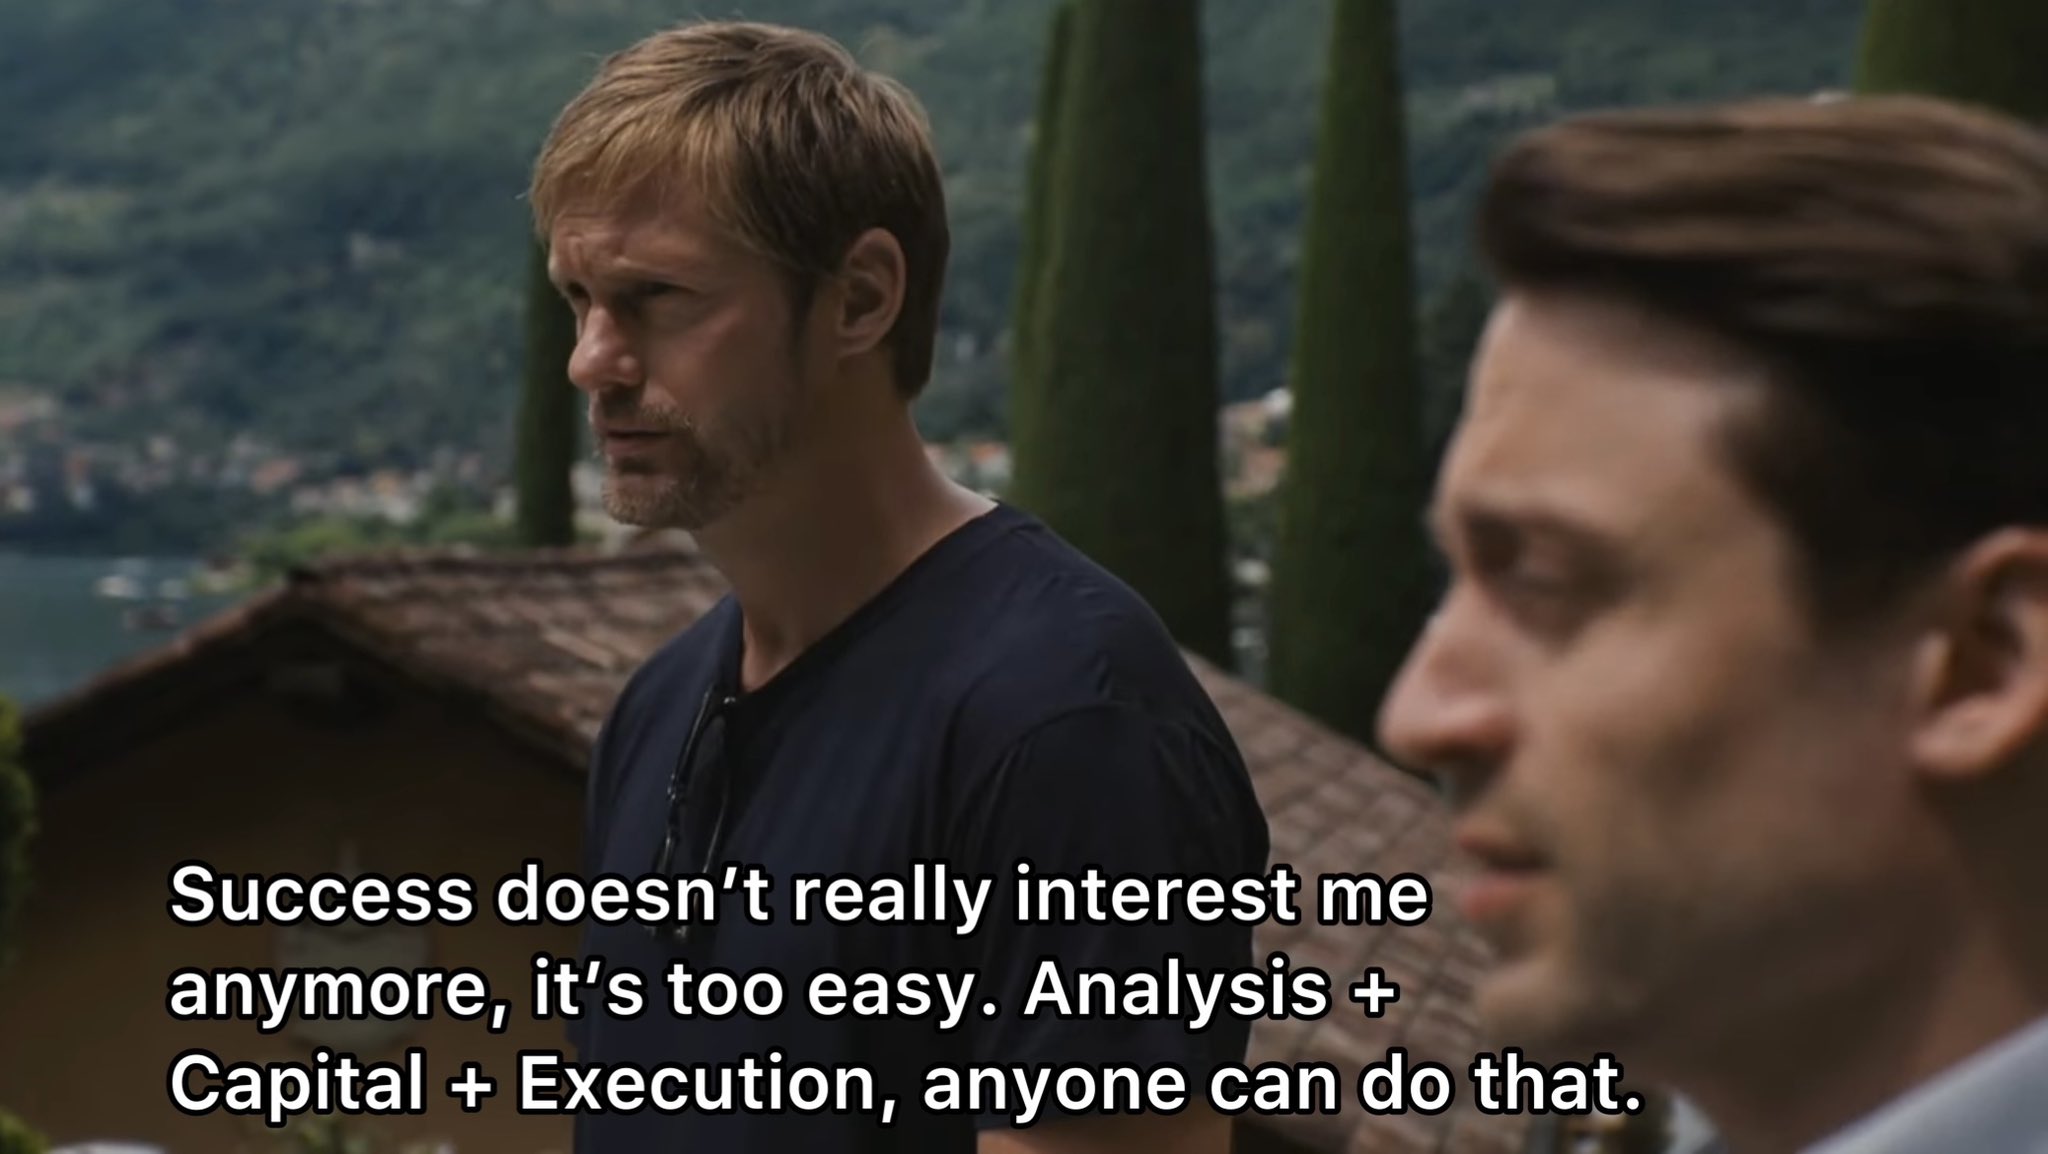 Success doesn’t really interest me
anymore, it’s too easy. Analysis +
Capital + Execution, anyone can do that.